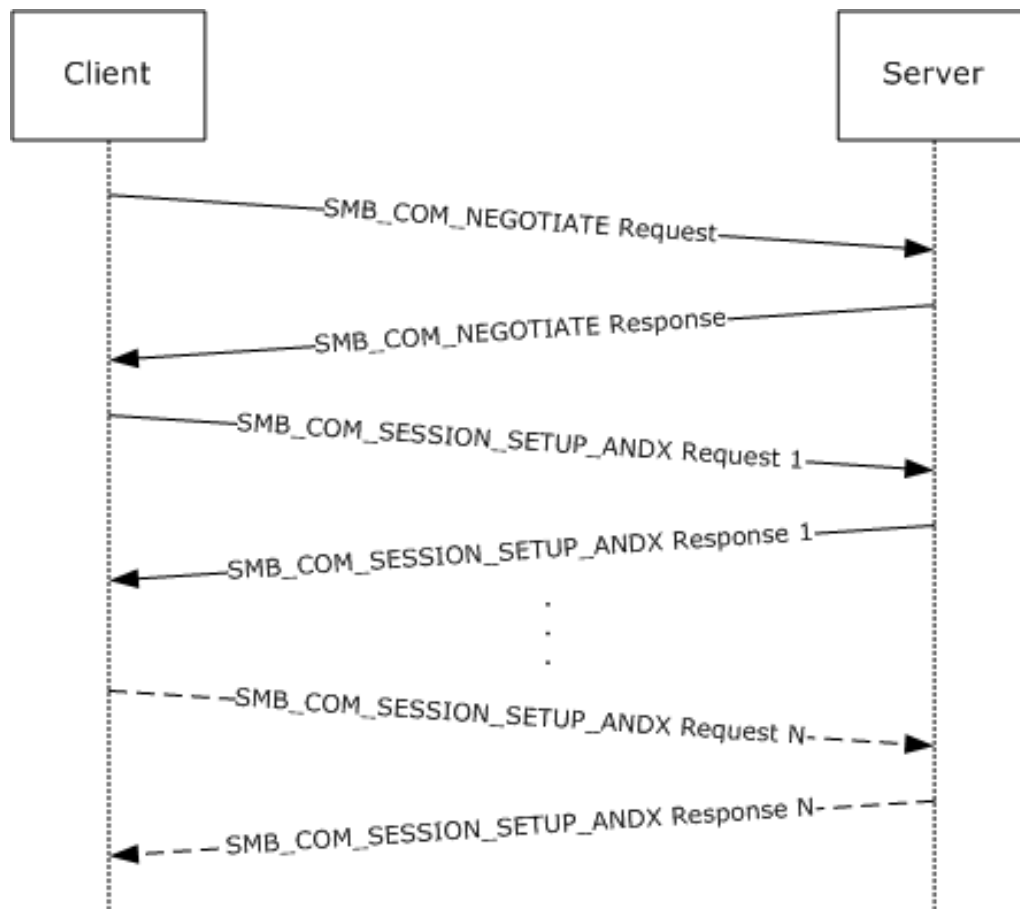 Client
Server
SMB_COM_NEGOTIATE Request
SMB_COM_NEGOTIATE Response
SMB_COM_SESSION_SETUP_ANDX Request 1
SMB_COM_SESSION_SETUP_ANDX Response 1
.
.
.
SMB_COM_SESSION_SETUP_ANDX Request N
SMB_COM_SESSION_SETUP_ANDX Response N